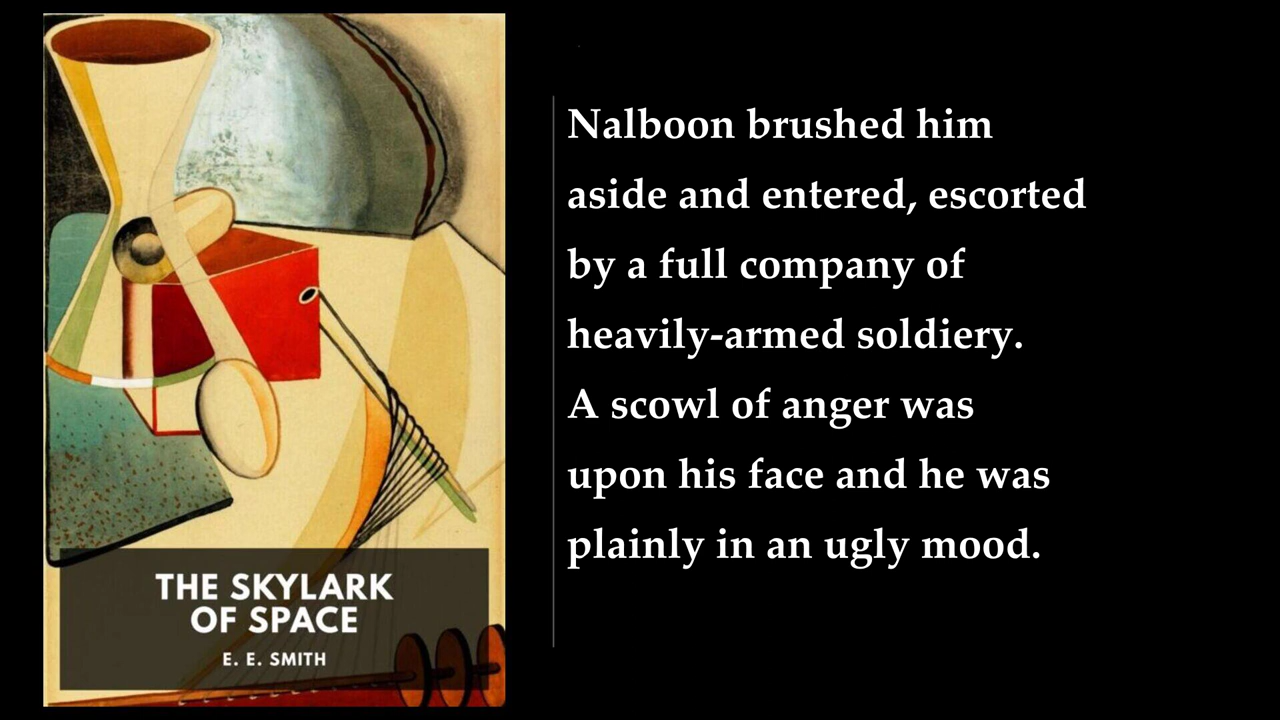 THE SKYLARK
OF SPACE
E. E. SMITH
Nalboon brushed him
aside and entered, escorted
by a full company of
heavily-armed soldiery.
A scowl of anger was
upon his face and he was
plainly in an ugly mood.